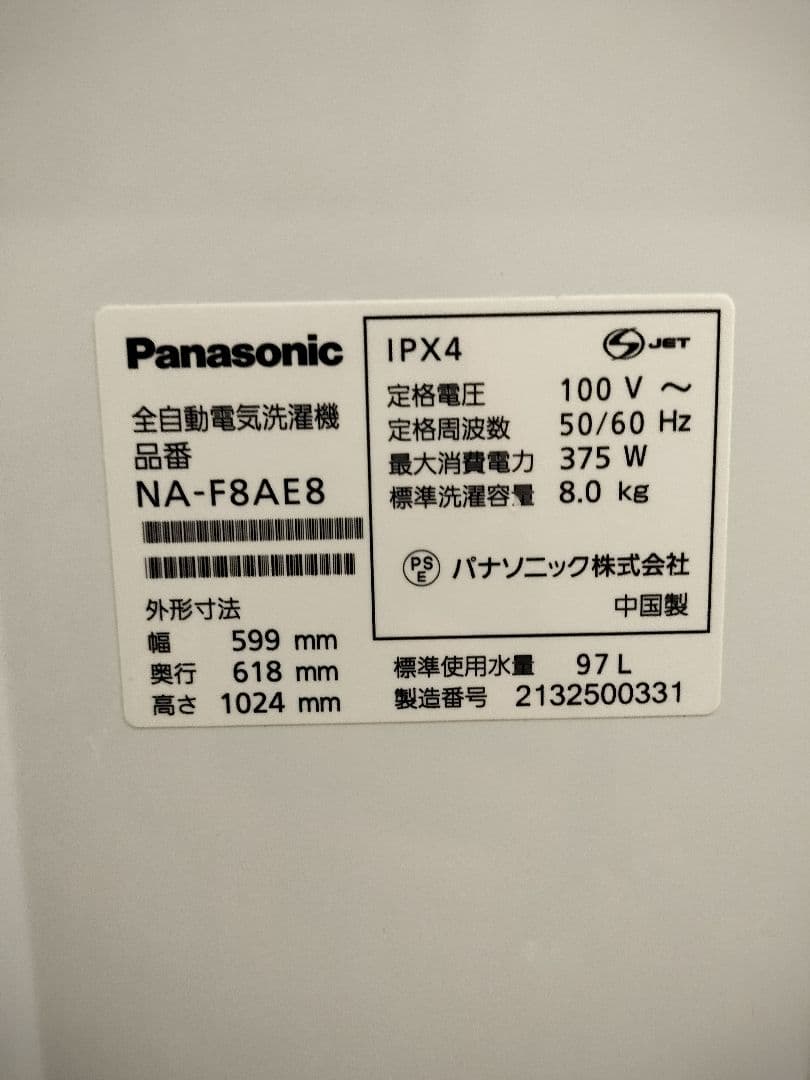 Panasonic
全自動電気洗濯機
品番
NA-F8AE8
外形寸法
幅 599 mm
奥行 618 mm
高さ 1024 mm
IPX4
JET
定格電圧 100 V ～
定格周波数 50/60 Hz
最大消費電力 375 W
標準洗濯容量 8.0 kg
PSE パナソニック株式会社
中国製
標準使用水量 97 L
製造番号 2132500331